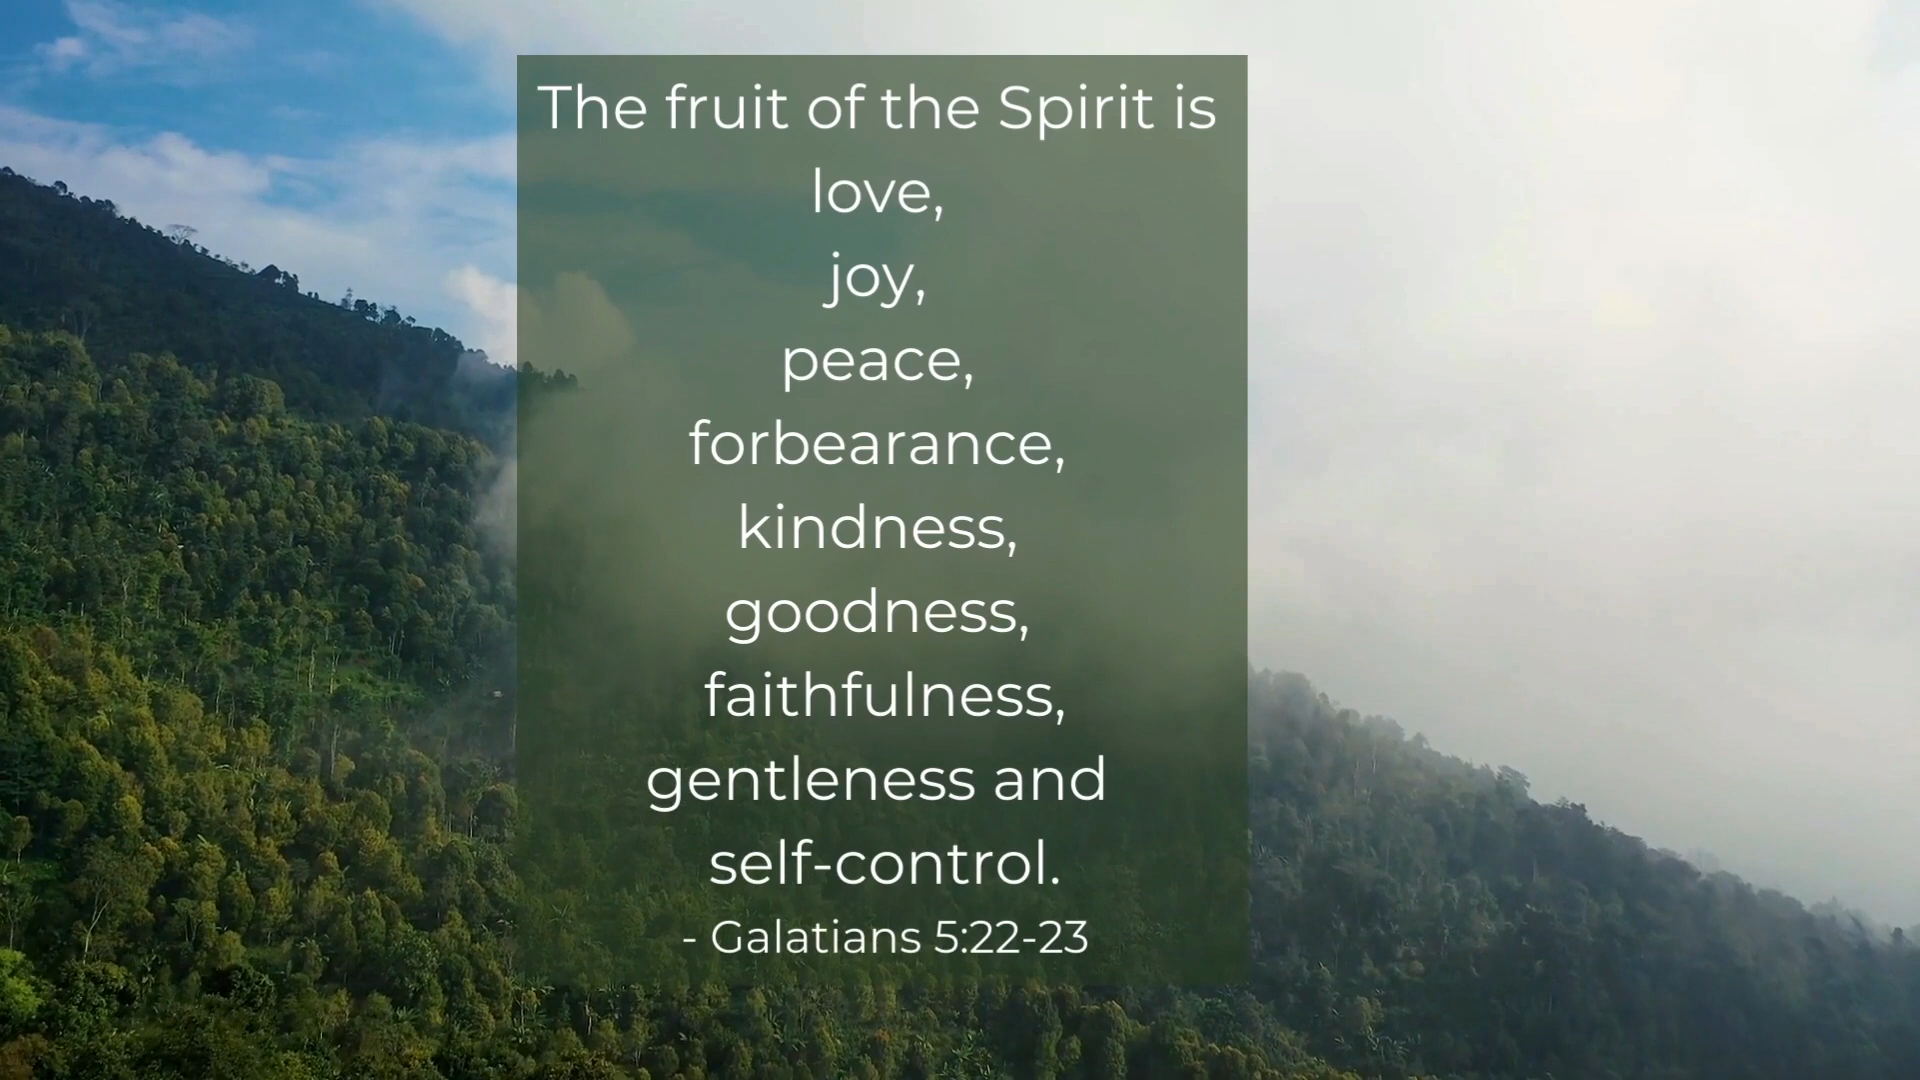 The fruit of the Spirit is
love,
joy,
peace,
forbearance,
kindness,
goodness,
faithfulness,
gentleness and
self-control.
- Galatians 5:22-23